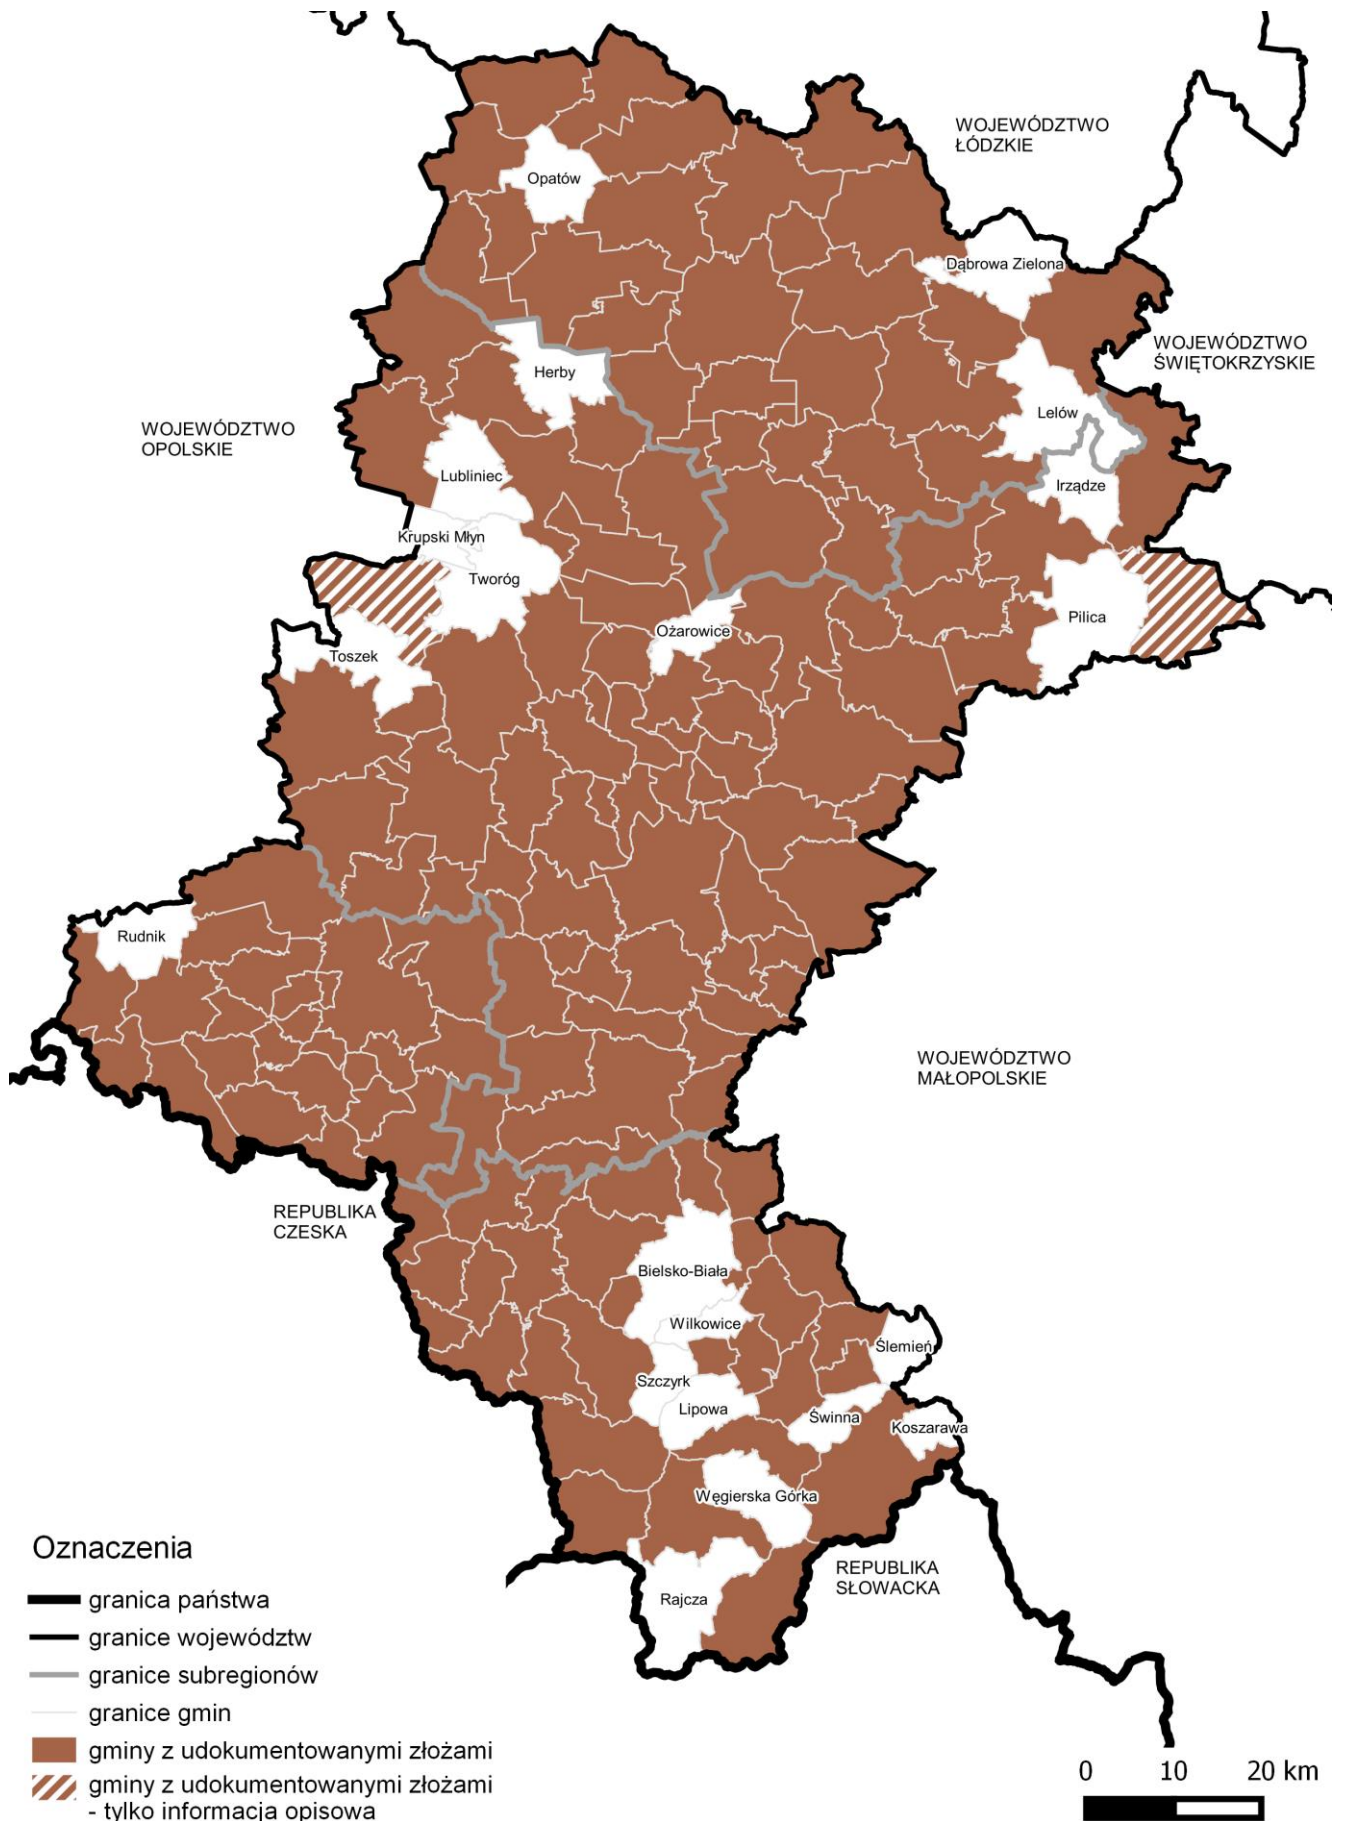 WOJEWÓDZTWO
ŁÓDZKIE
Opatów
Dąbrowa Zielona
WOJEWÓDZTWO
ŚWIĘTOKRZYSKIE
Herby
Lelów
WOJEWÓDZTWO
OPOLSKIE
Lubliniec
Irządze
Krupski Młyn
Tworóg
Pilica
Ożarowice
Toszek
Rudnik
WOJEWÓDZTWO
MAŁOPOLSKIE
REPUBLIKA
CZESKA
Bielsko-Biała
Wilkowice
Ślemień
Szczyrk
Lipowa
Świnna
Koszarawa
Węgierska Górka
REPUBLIKA
SŁOWACKA
Rajcza
Oznaczenia
granica państwa
granice województw
granice subregionów
granice gmin
gminy z udokumentowanymi złożami
gminy z udokumentowanymi złożami
- tylko informacja opisowa
0 10 20 km